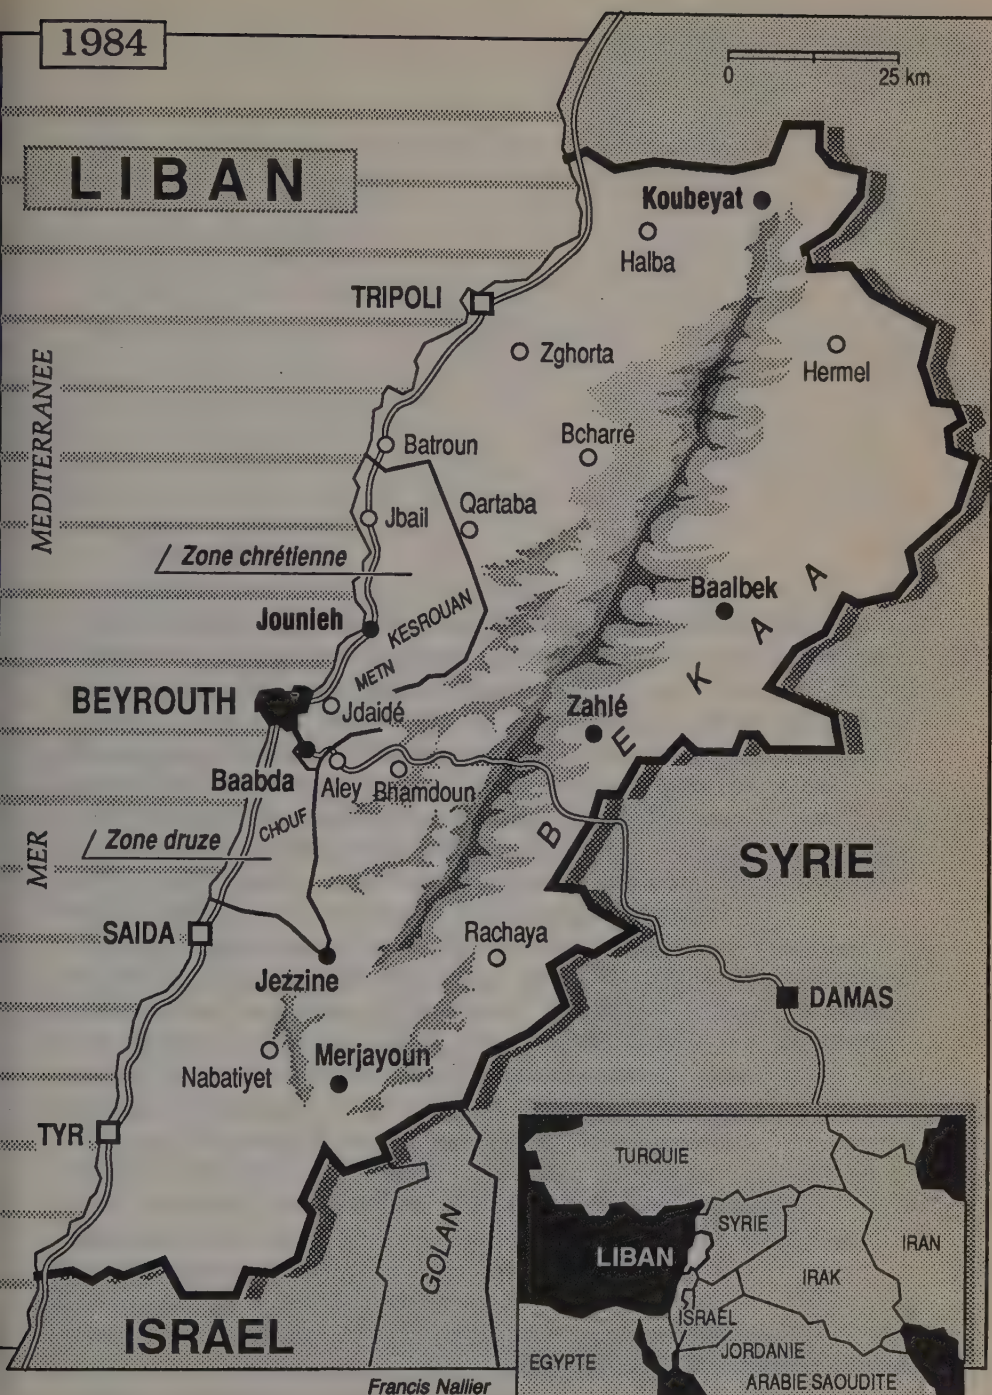 1984
0 25 km
LIBAN
Koubeyat
Halba
TRIPOLI
Zghorta
Hermel
MER MEDITERRANEE
Bcharré
Batroun
Qartaba
Jbail
Zone chrétienne
Baalbek
Jounieh
KESROUAN
METN
BEKAA
BEYROUTH
Jdaidé
Zahlé
Baabda
Aley
Bhamdoun
CHOUF
Zone druze
SYRIE
SAIDA
Rachaya
Jezzine
DAMAS
Nabatiyet
Merjayoun
TYR
GOLAN
ISRAEL
TURQUIE
SYRIE
LIBAN
IRAN
IRAK
ISRAËL
JORDANIE
EGYPTE
ARABIE SAOUDITE
Francis Nallier